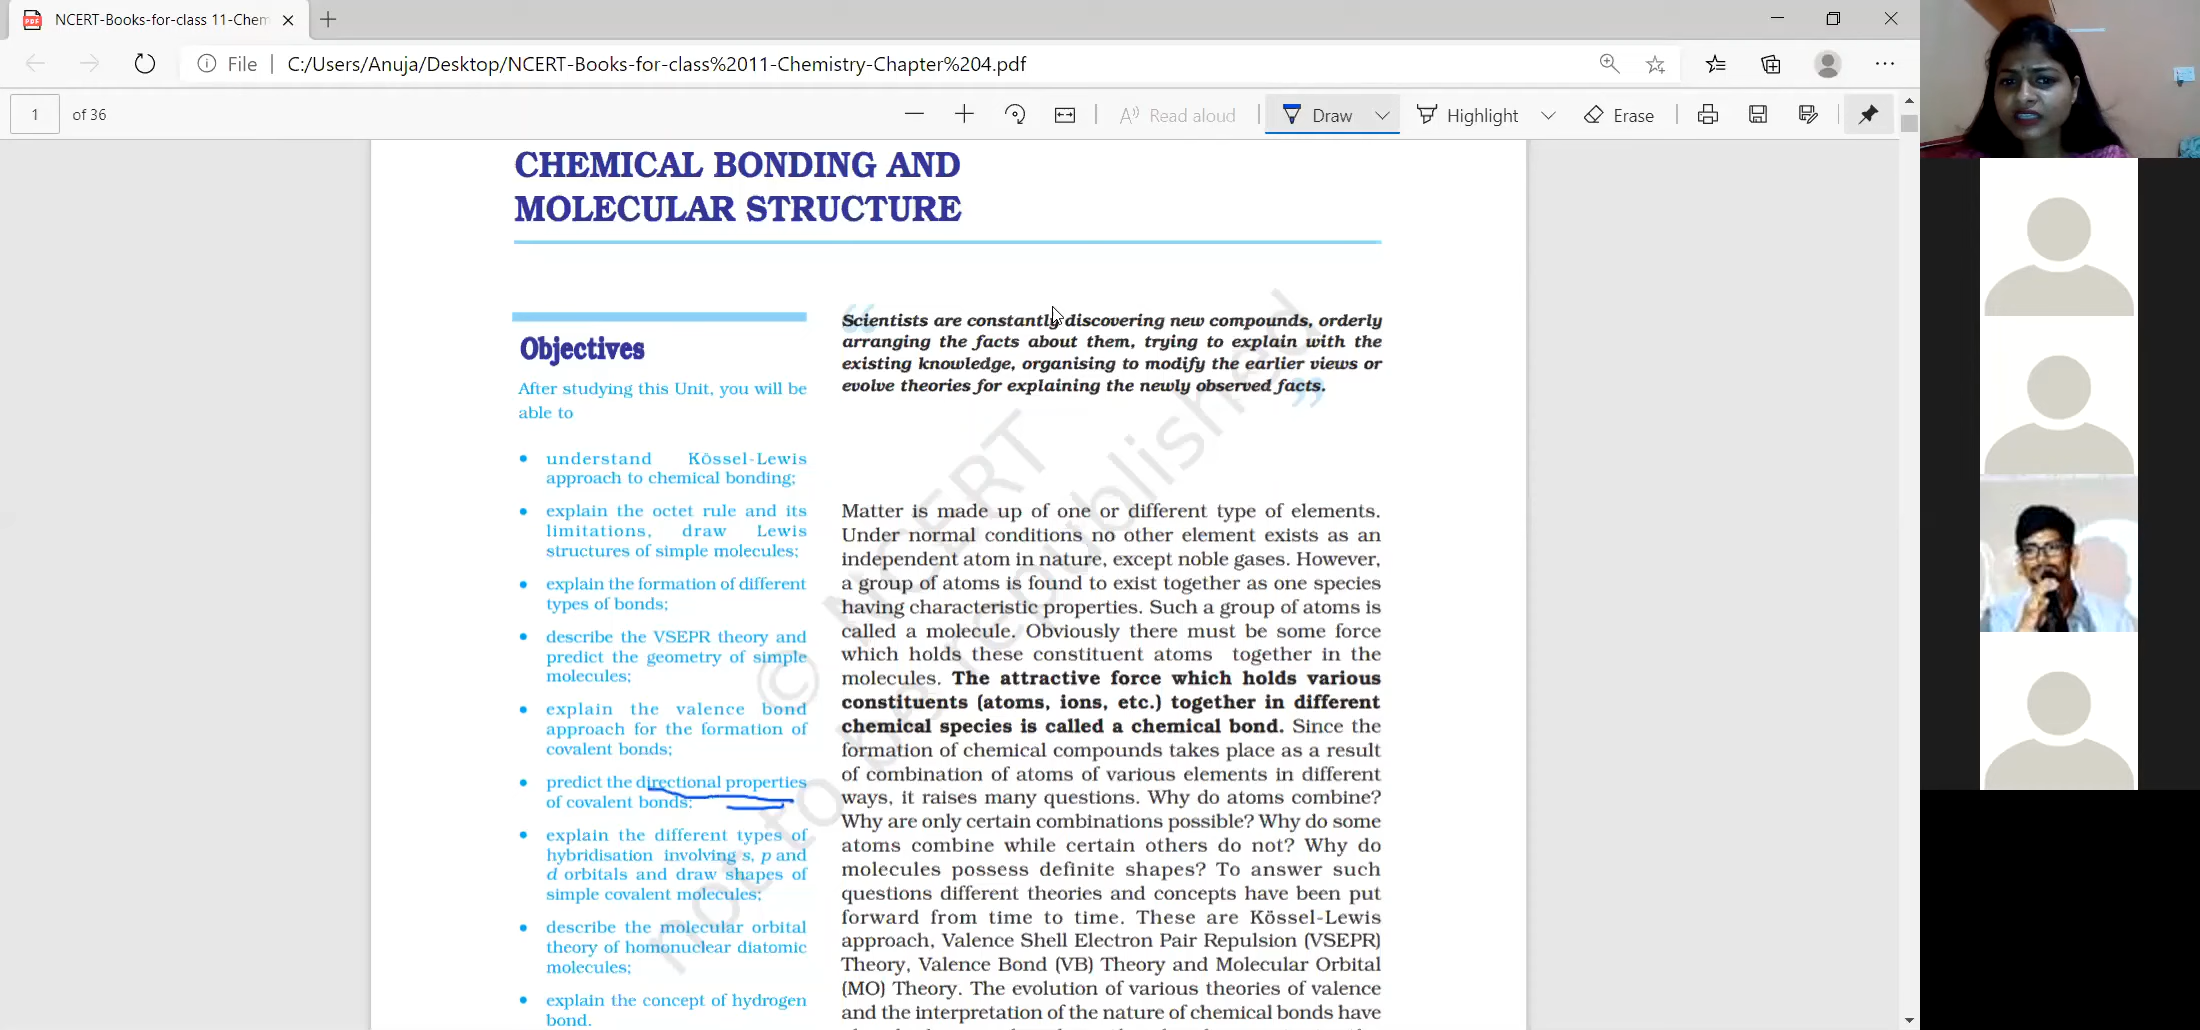 NCERT-Books-for-class 11-Chem
File
C:/Users/Anuja/Desktop/NCERT-Books-for-class%2011-Chemistry-Chapter%204.pdf
1 of 36
Read aloud
Draw
Highlight
Erase
CHEMICAL BONDING AND
MOLECULAR STRUCTURE
Objectives
After studying this Unit, you will be
able to
• understand Kössel-Lewis
approach to chemical bonding;
• explain the octet rule and its
limitations, draw Lewis
structures of simple molecules;
• explain the formation of different
types of bonds;
• describe the VSEPR theory and
predict the geometry of simple
molecules;
• explain the valence bond
approach for the formation of
covalent bonds;
• predict the directional properties
of covalent bonds;
• explain the different types of
hybridisation involving s, p and
d orbitals and draw shapes of
simple covalent molecules;
• describe the molecular orbital
theory of homonuclear diatomic
molecules;
• explain the concept of hydrogen
bond.
“Scientists are constantly discovering new compounds, orderly
arranging the facts about them, trying to explain with the
existing knowledge, organising to modify the earlier views or
evolve theories for explaining the newly observed facts.”
Matter is made up of one or different type of elements.
Under normal conditions no other element exists as an
independent atom in nature, except noble gases. However,
a group of atoms is found to exist together as one species
having characteristic properties. Such a group of atoms is
called a molecule. Obviously there must be some force
which holds these constituent atoms together in the
molecules. The attractive force which holds various
constituents (atoms, ions, etc.) together in different
chemical species is called a chemical bond. Since the
formation of chemical compounds takes place as a result
of combination of atoms of various elements in different
ways, it raises many questions. Why do atoms combine?
Why are only certain combinations possible? Why do some
atoms combine while certain others do not? Why do
molecules possess definite shapes? To answer such
questions different theories and concepts have been put
forward from time to time. These are Kössel-Lewis
approach, Valence Shell Electron Pair Repulsion (VSEPR)
Theory, Valence Bond (VB) Theory and Molecular Orbital
(MO) Theory. The evolution of various theories of valence
and the interpretation of the nature of chemical bonds have
© NCERT
not to be republished